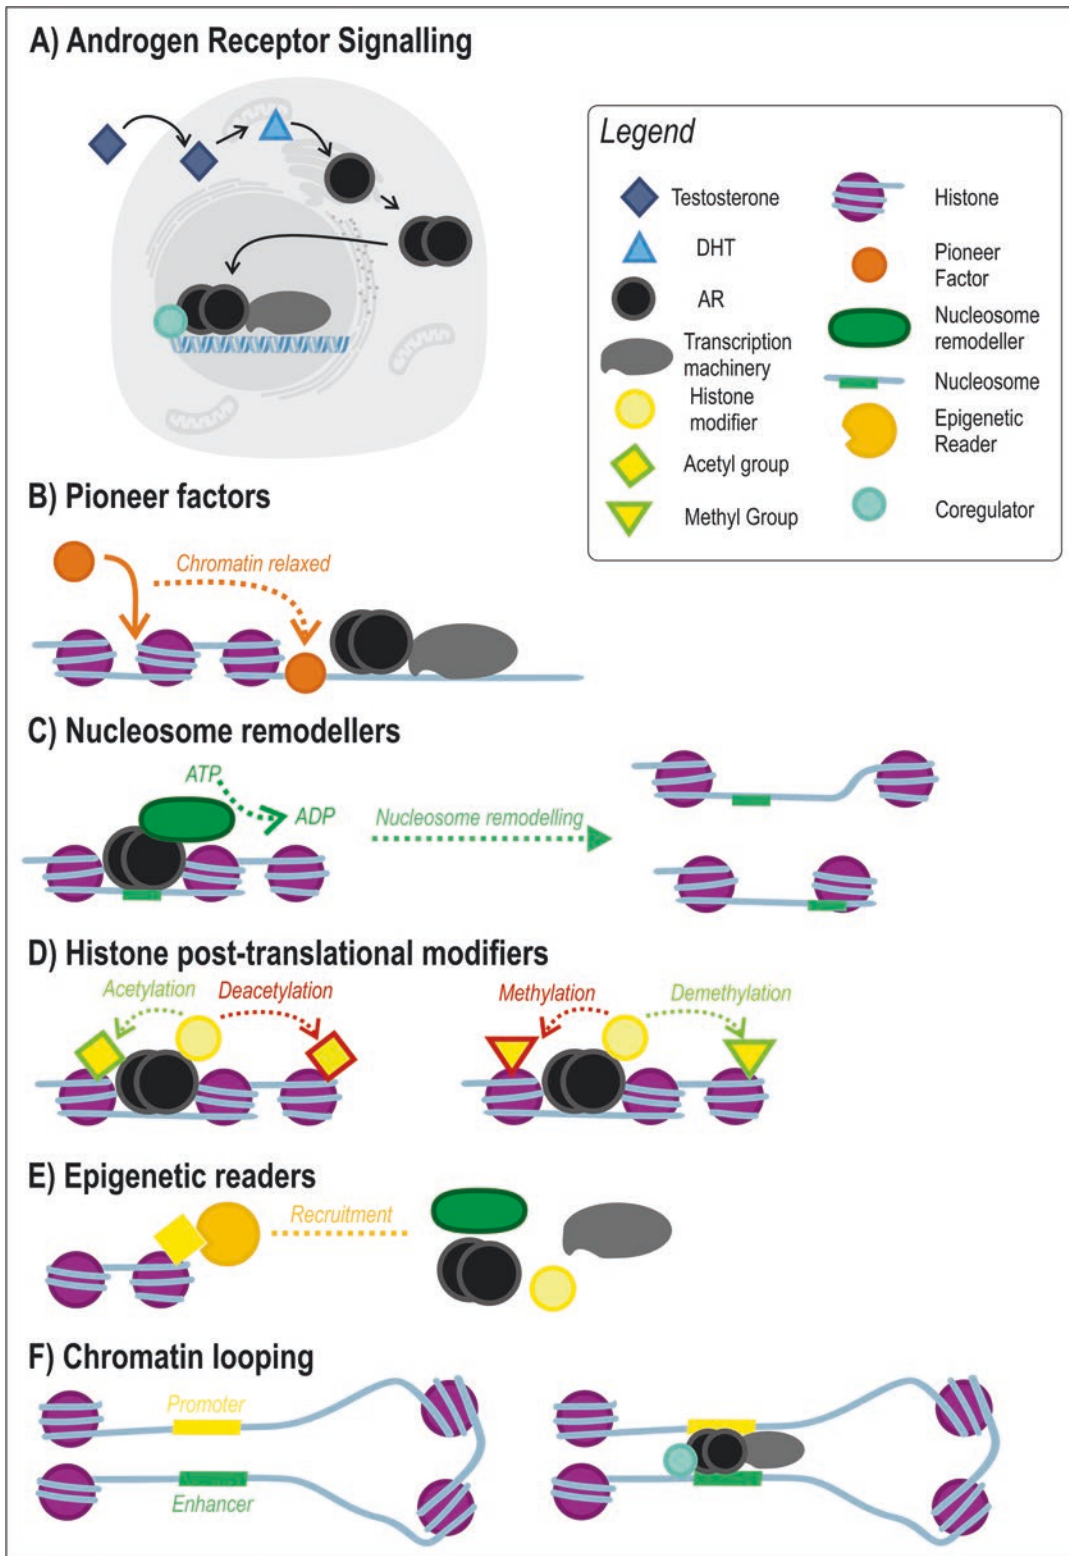 A) Androgen Receptor Signalling
Legend
Testosterone
DHT
AR
Transcription
machinery
Histone
modifier
Acetyl group
Methyl Group
Histone
Pioneer
Factor
Nucleosome
remodeller
Nucleosome
Epigenetic
Reader
Coregulator
B) Pioneer factors
Chromatin relaxed
C) Nucleosome remodellers
ATP
ADP
Nucleosome remodelling
D) Histone post-translational modifiers
Acetylation
Deacetylation
Methylation
Demethylation
E) Epigenetic readers
Recruitment
F) Chromatin looping
Promoter
Enhancer